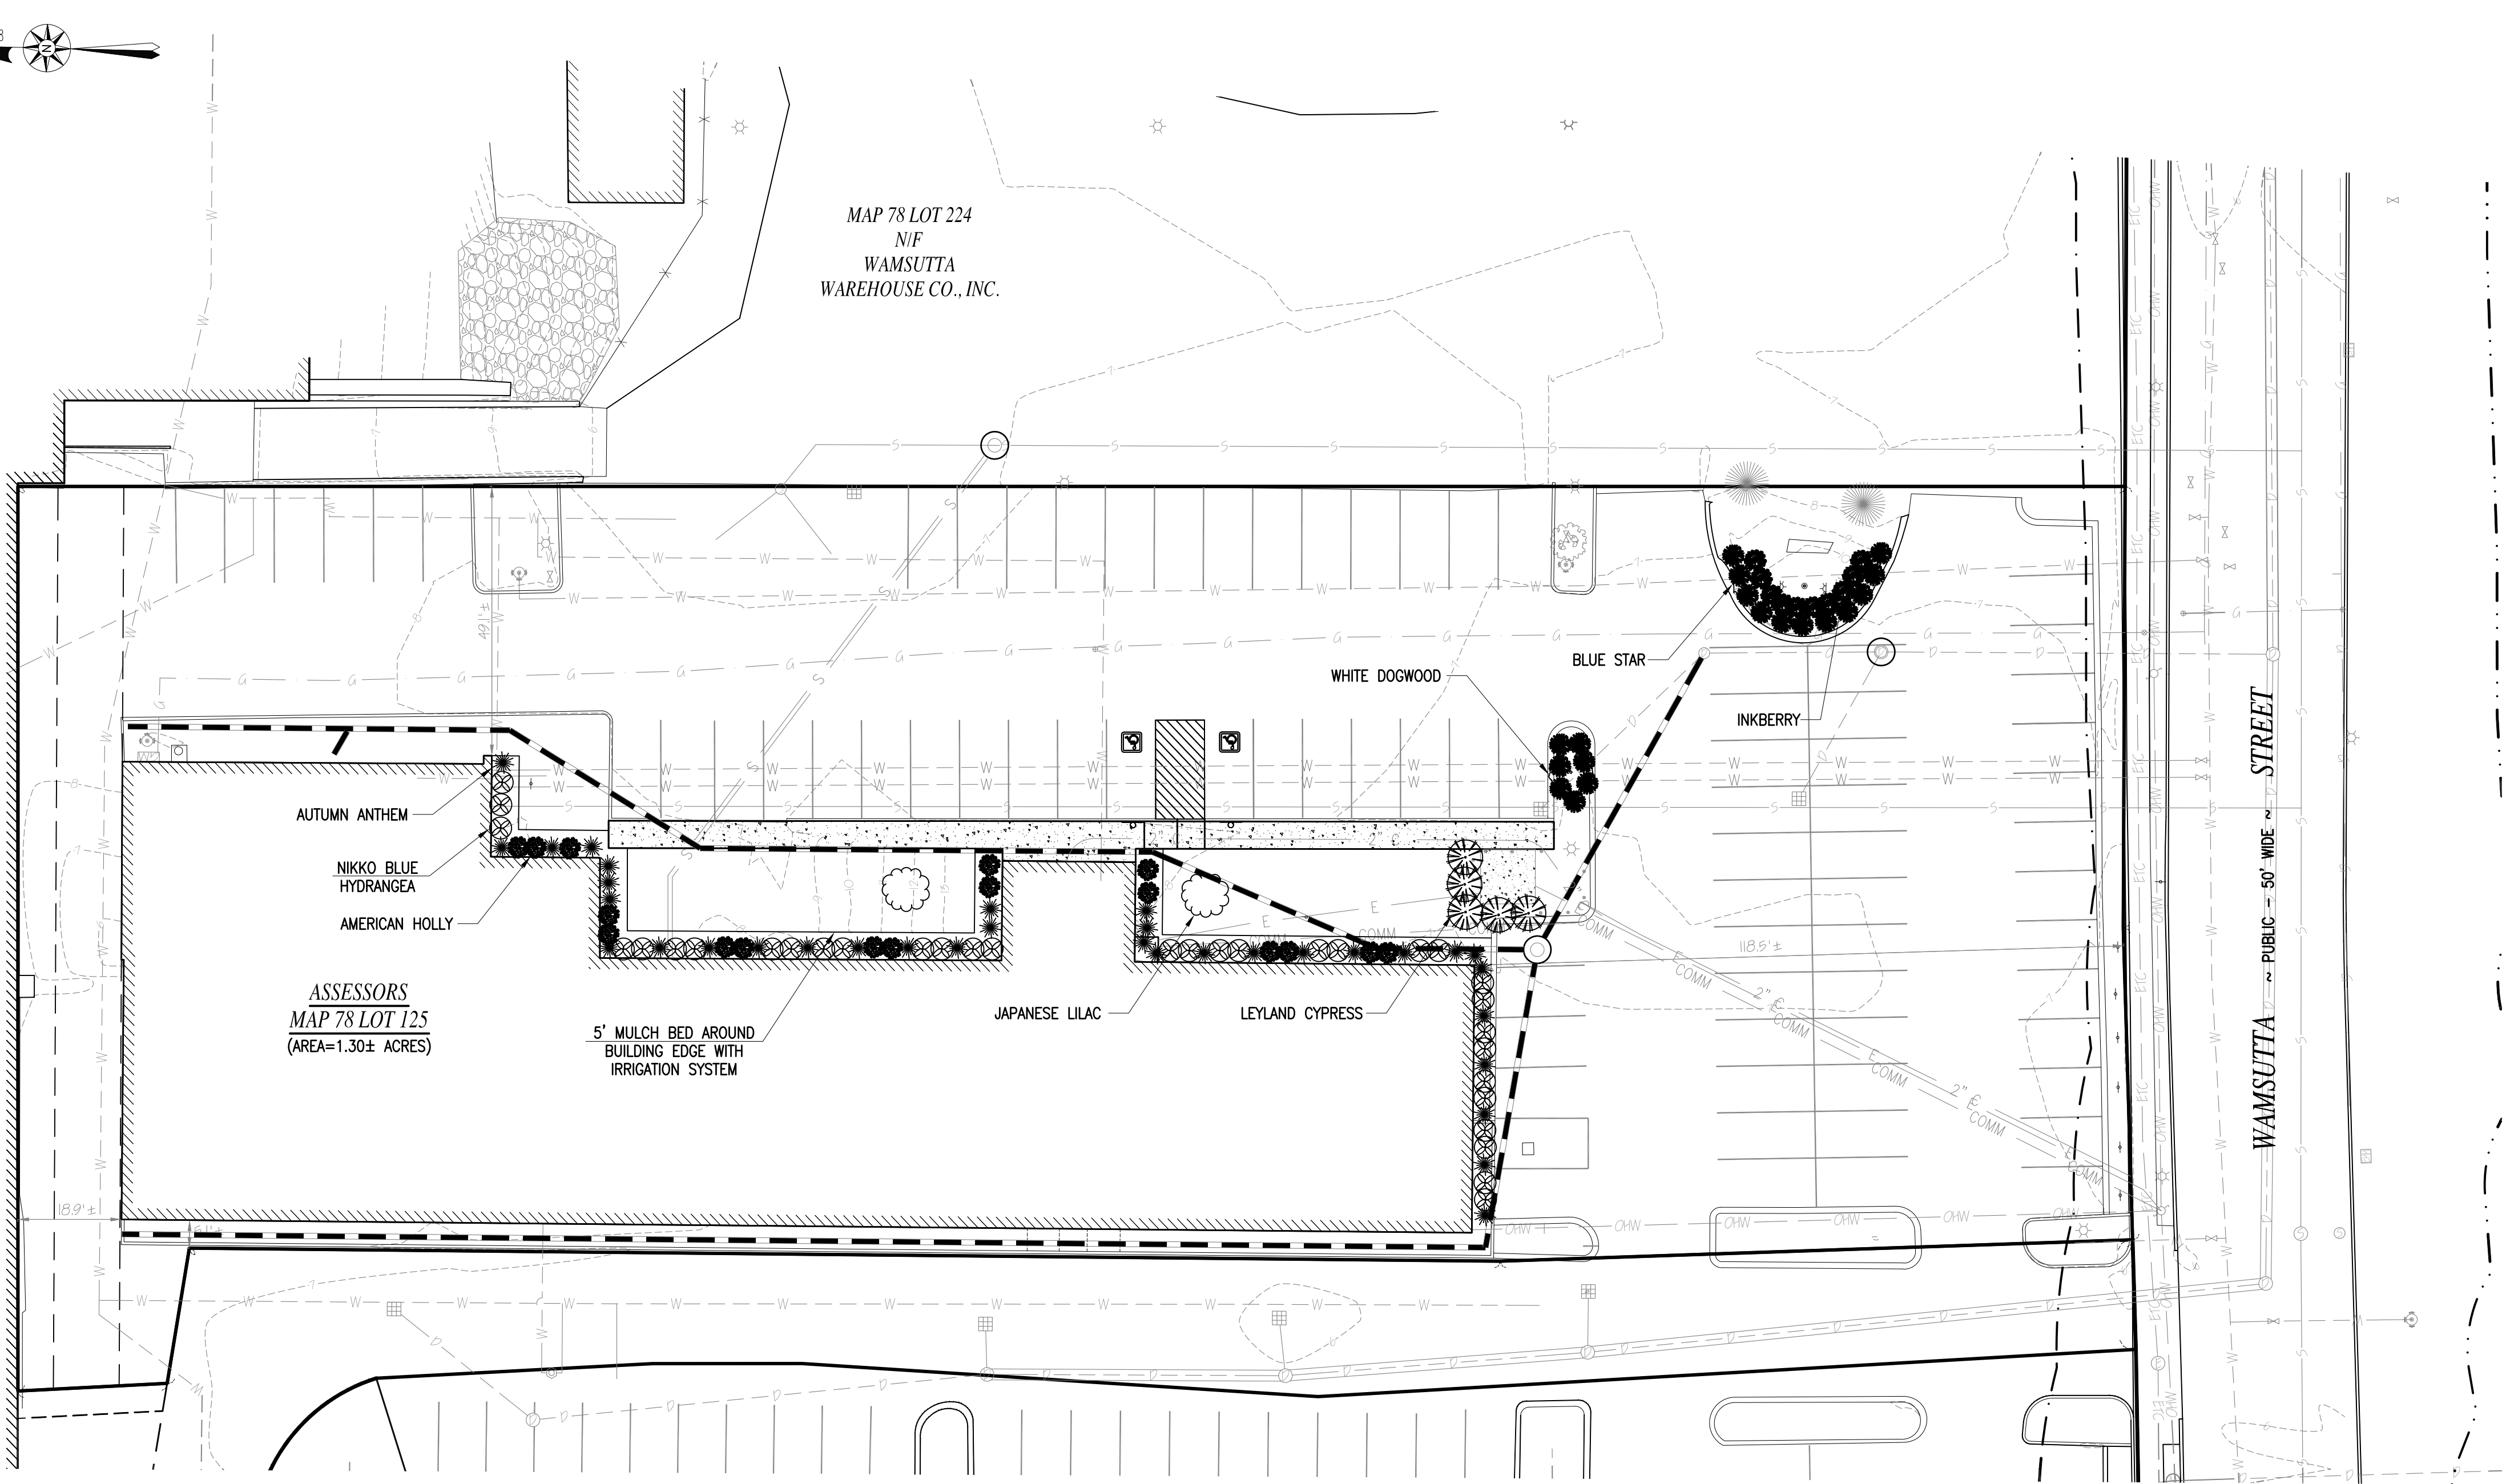 N
MAP 78 LOT 224
N/F
WAMSUTTA
WAREHOUSE CO., INC.
49.1'±
BLUE STAR
WHITE DOGWOOD
INKBERRY
AUTUMN ANTHEM
NIKKO BLUE
HYDRANGEA
AMERICAN HOLLY
ASSESSORS
MAP 78 LOT 125
(AREA=1.30± ACRES)
5' MULCH BED AROUND
BUILDING EDGE WITH
IRRIGATION SYSTEM
JAPANESE LILAC
LEYLAND CYPRESS
118.5'±
18.9'±
5.1'±
WAMSUTTA ~ PUBLIC - 50' WIDE ~ STREET